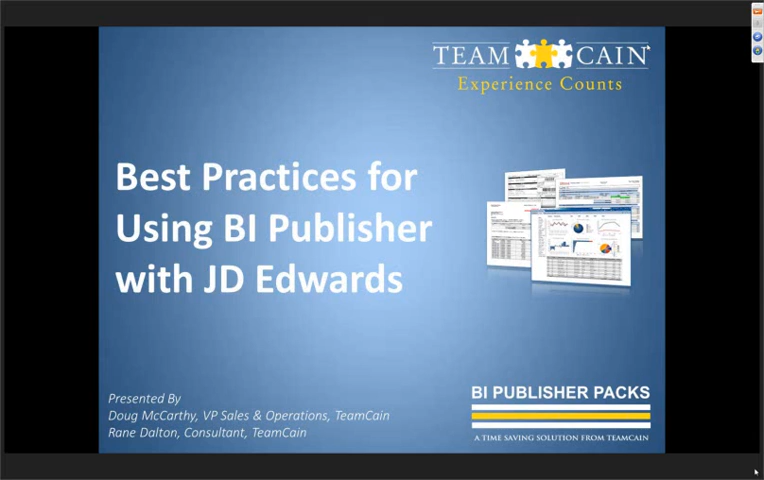 TEAM CAIN
Experience Counts
Best Practices for
Using BI Publisher
with JD Edwards
Presented By
Doug McCarthy, VP Sales & Operations, TeamCain
Rane Dalton, Consultant, TeamCain
BI PUBLISHER PACKS
A TIME SAVING SOLUTION FROM TEAMCAIN